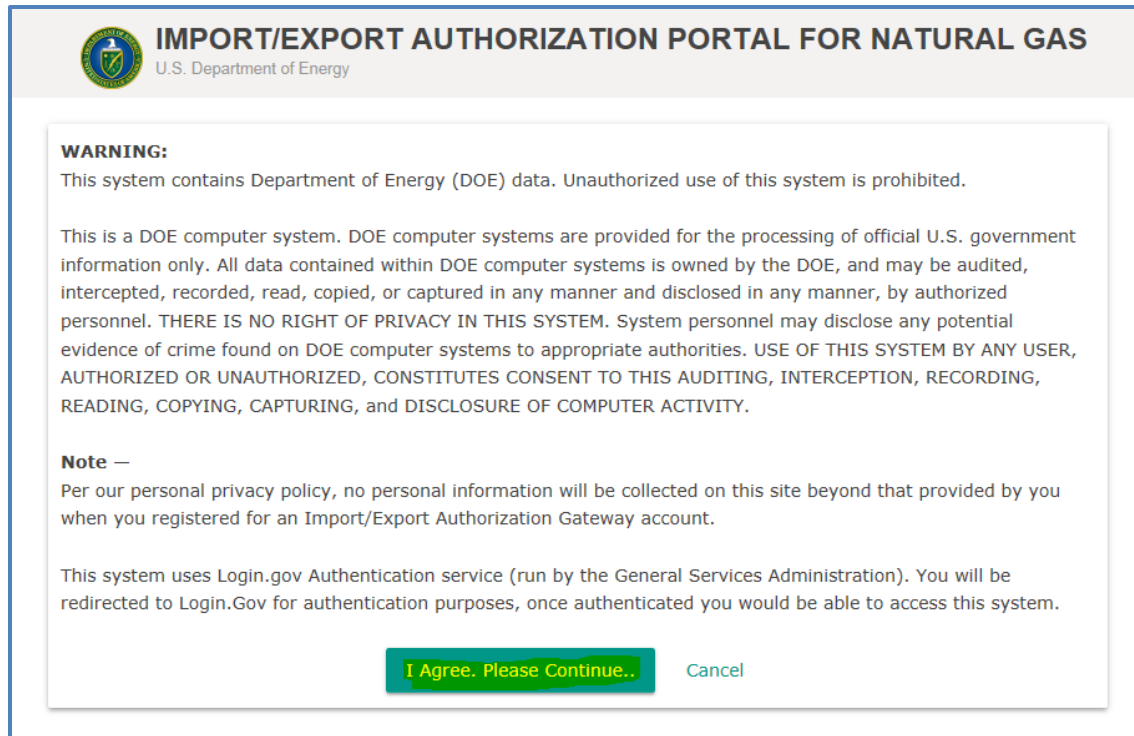 IMPORT/EXPORT AUTHORIZATION PORTAL FOR NATURAL GAS
U.S. Department of Energy
WARNING:
This system contains Department of Energy (DOE) data. Unauthorized use of this system is prohibited.
This is a DOE computer system. DOE computer systems are provided for the processing of official U.S. government
information only. All data contained within DOE computer systems is owned by the DOE, and may be audited,
intercepted, recorded, read, copied, or captured in any manner and disclosed in any manner, by authorized
personnel. THERE IS NO RIGHT OF PRIVACY IN THIS SYSTEM. System personnel may disclose any potential
evidence of crime found on DOE computer systems to appropriate authorities. USE OF THIS SYSTEM BY ANY USER,
AUTHORIZED OR UNAUTHORIZED, CONSTITUTES CONSENT TO THIS AUDITING, INTERCEPTION, RECORDING,
READING, COPYING, CAPTURING, and DISCLOSURE OF COMPUTER ACTIVITY.
Note —
Per our personal privacy policy, no personal information will be collected on this site beyond that provided by you
when you registered for an Import/Export Authorization Gateway account.
This system uses Login.gov Authentication service (run by the General Services Administration). You will be
redirected to Login.Gov for authentication purposes, once authenticated you would be able to access this system.
I Agree. Please Continue.. Cancel